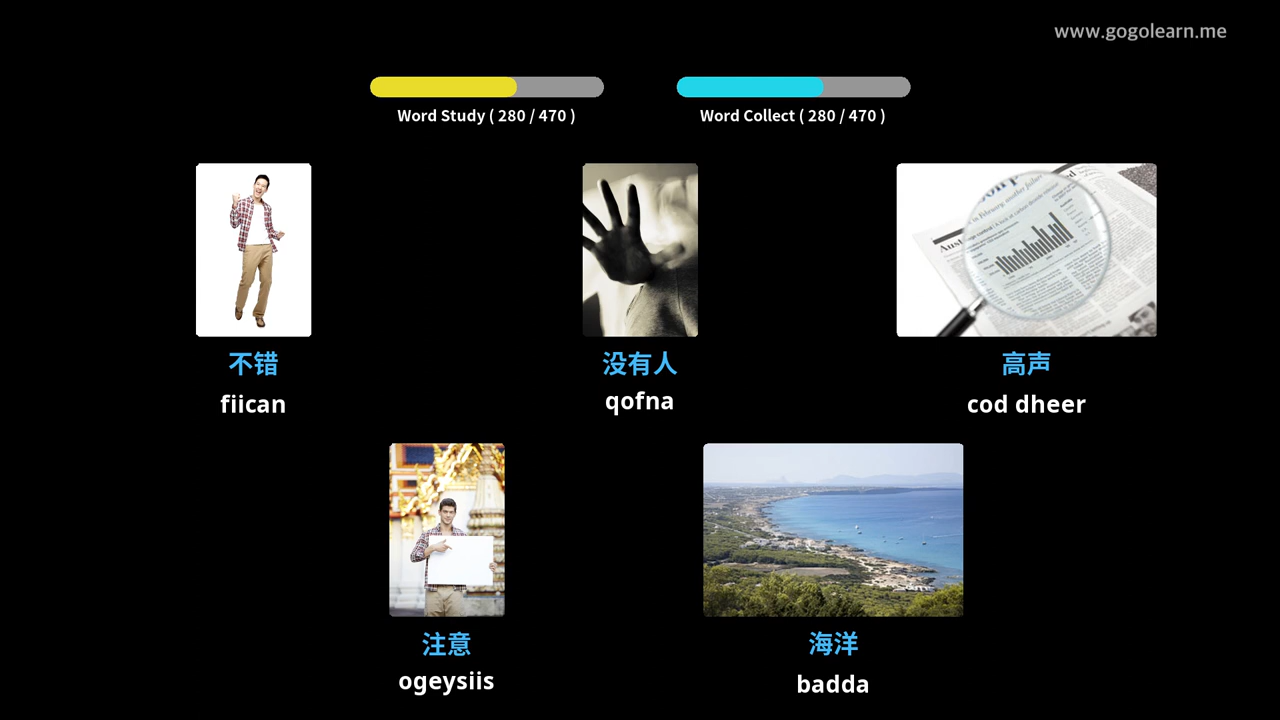 www.gogolearn.me
Word Study ( 280 / 470 )
Word Collect ( 280 / 470 )
不错
fiican
没有人
qofna
高声
cod dheer
注意
ogeysiis
海洋
badda